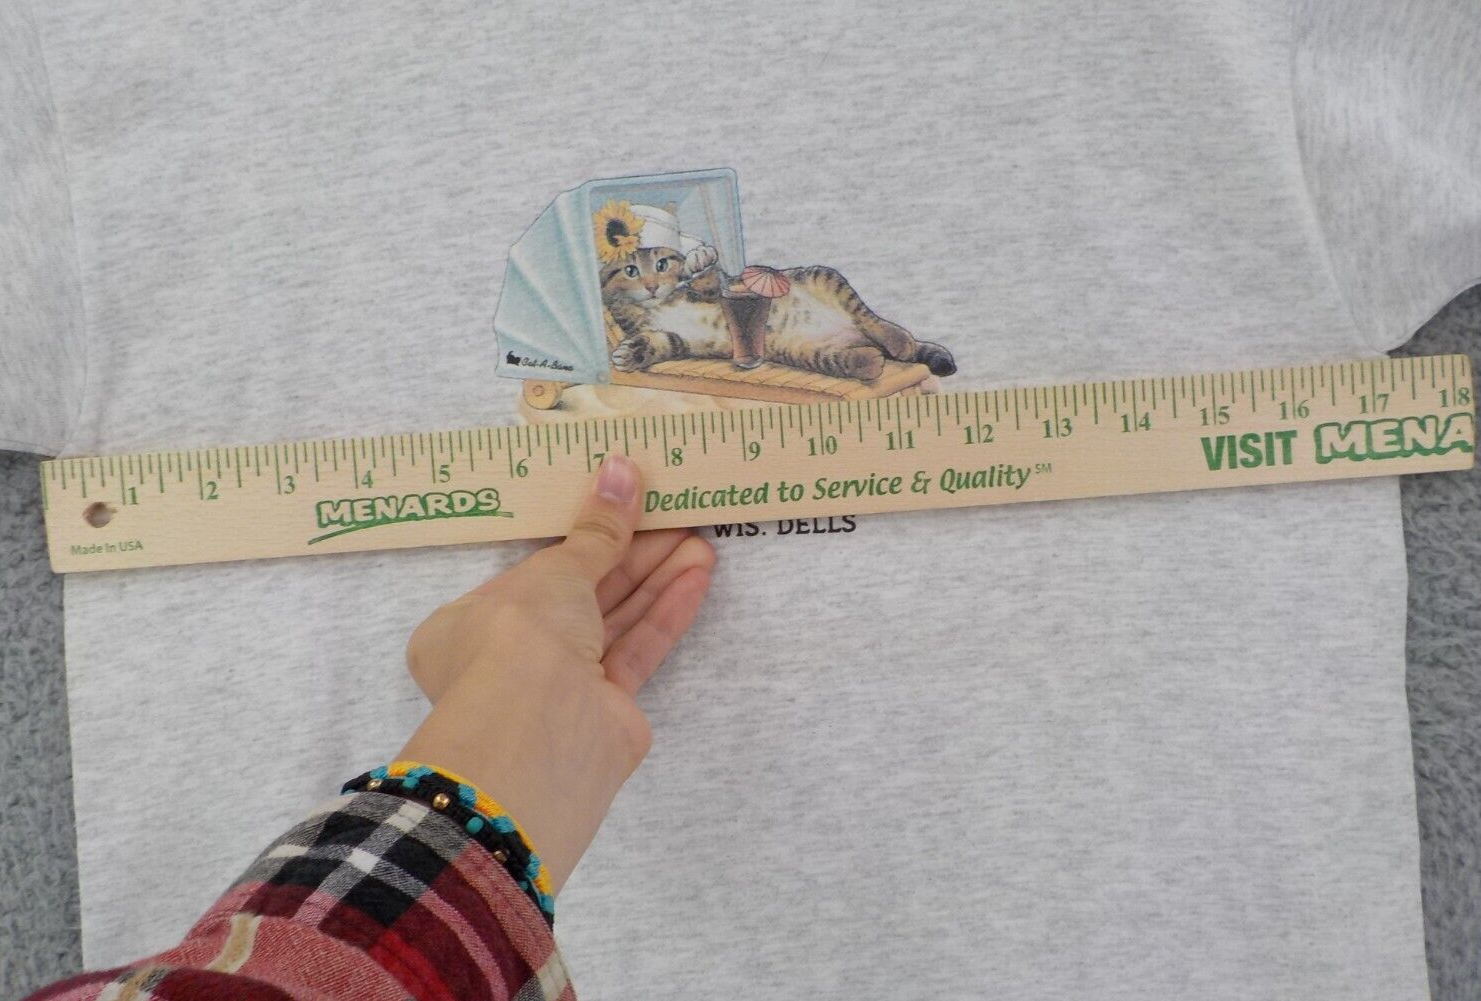 Cat-A-Bama
1 2 3 4 5 6 7 8 9 10 11 12 13 14 15 16 17 18
MENARDS Dedicated to Service & Quality SM VISIT MENA
Made In USA
WIS. DELLS